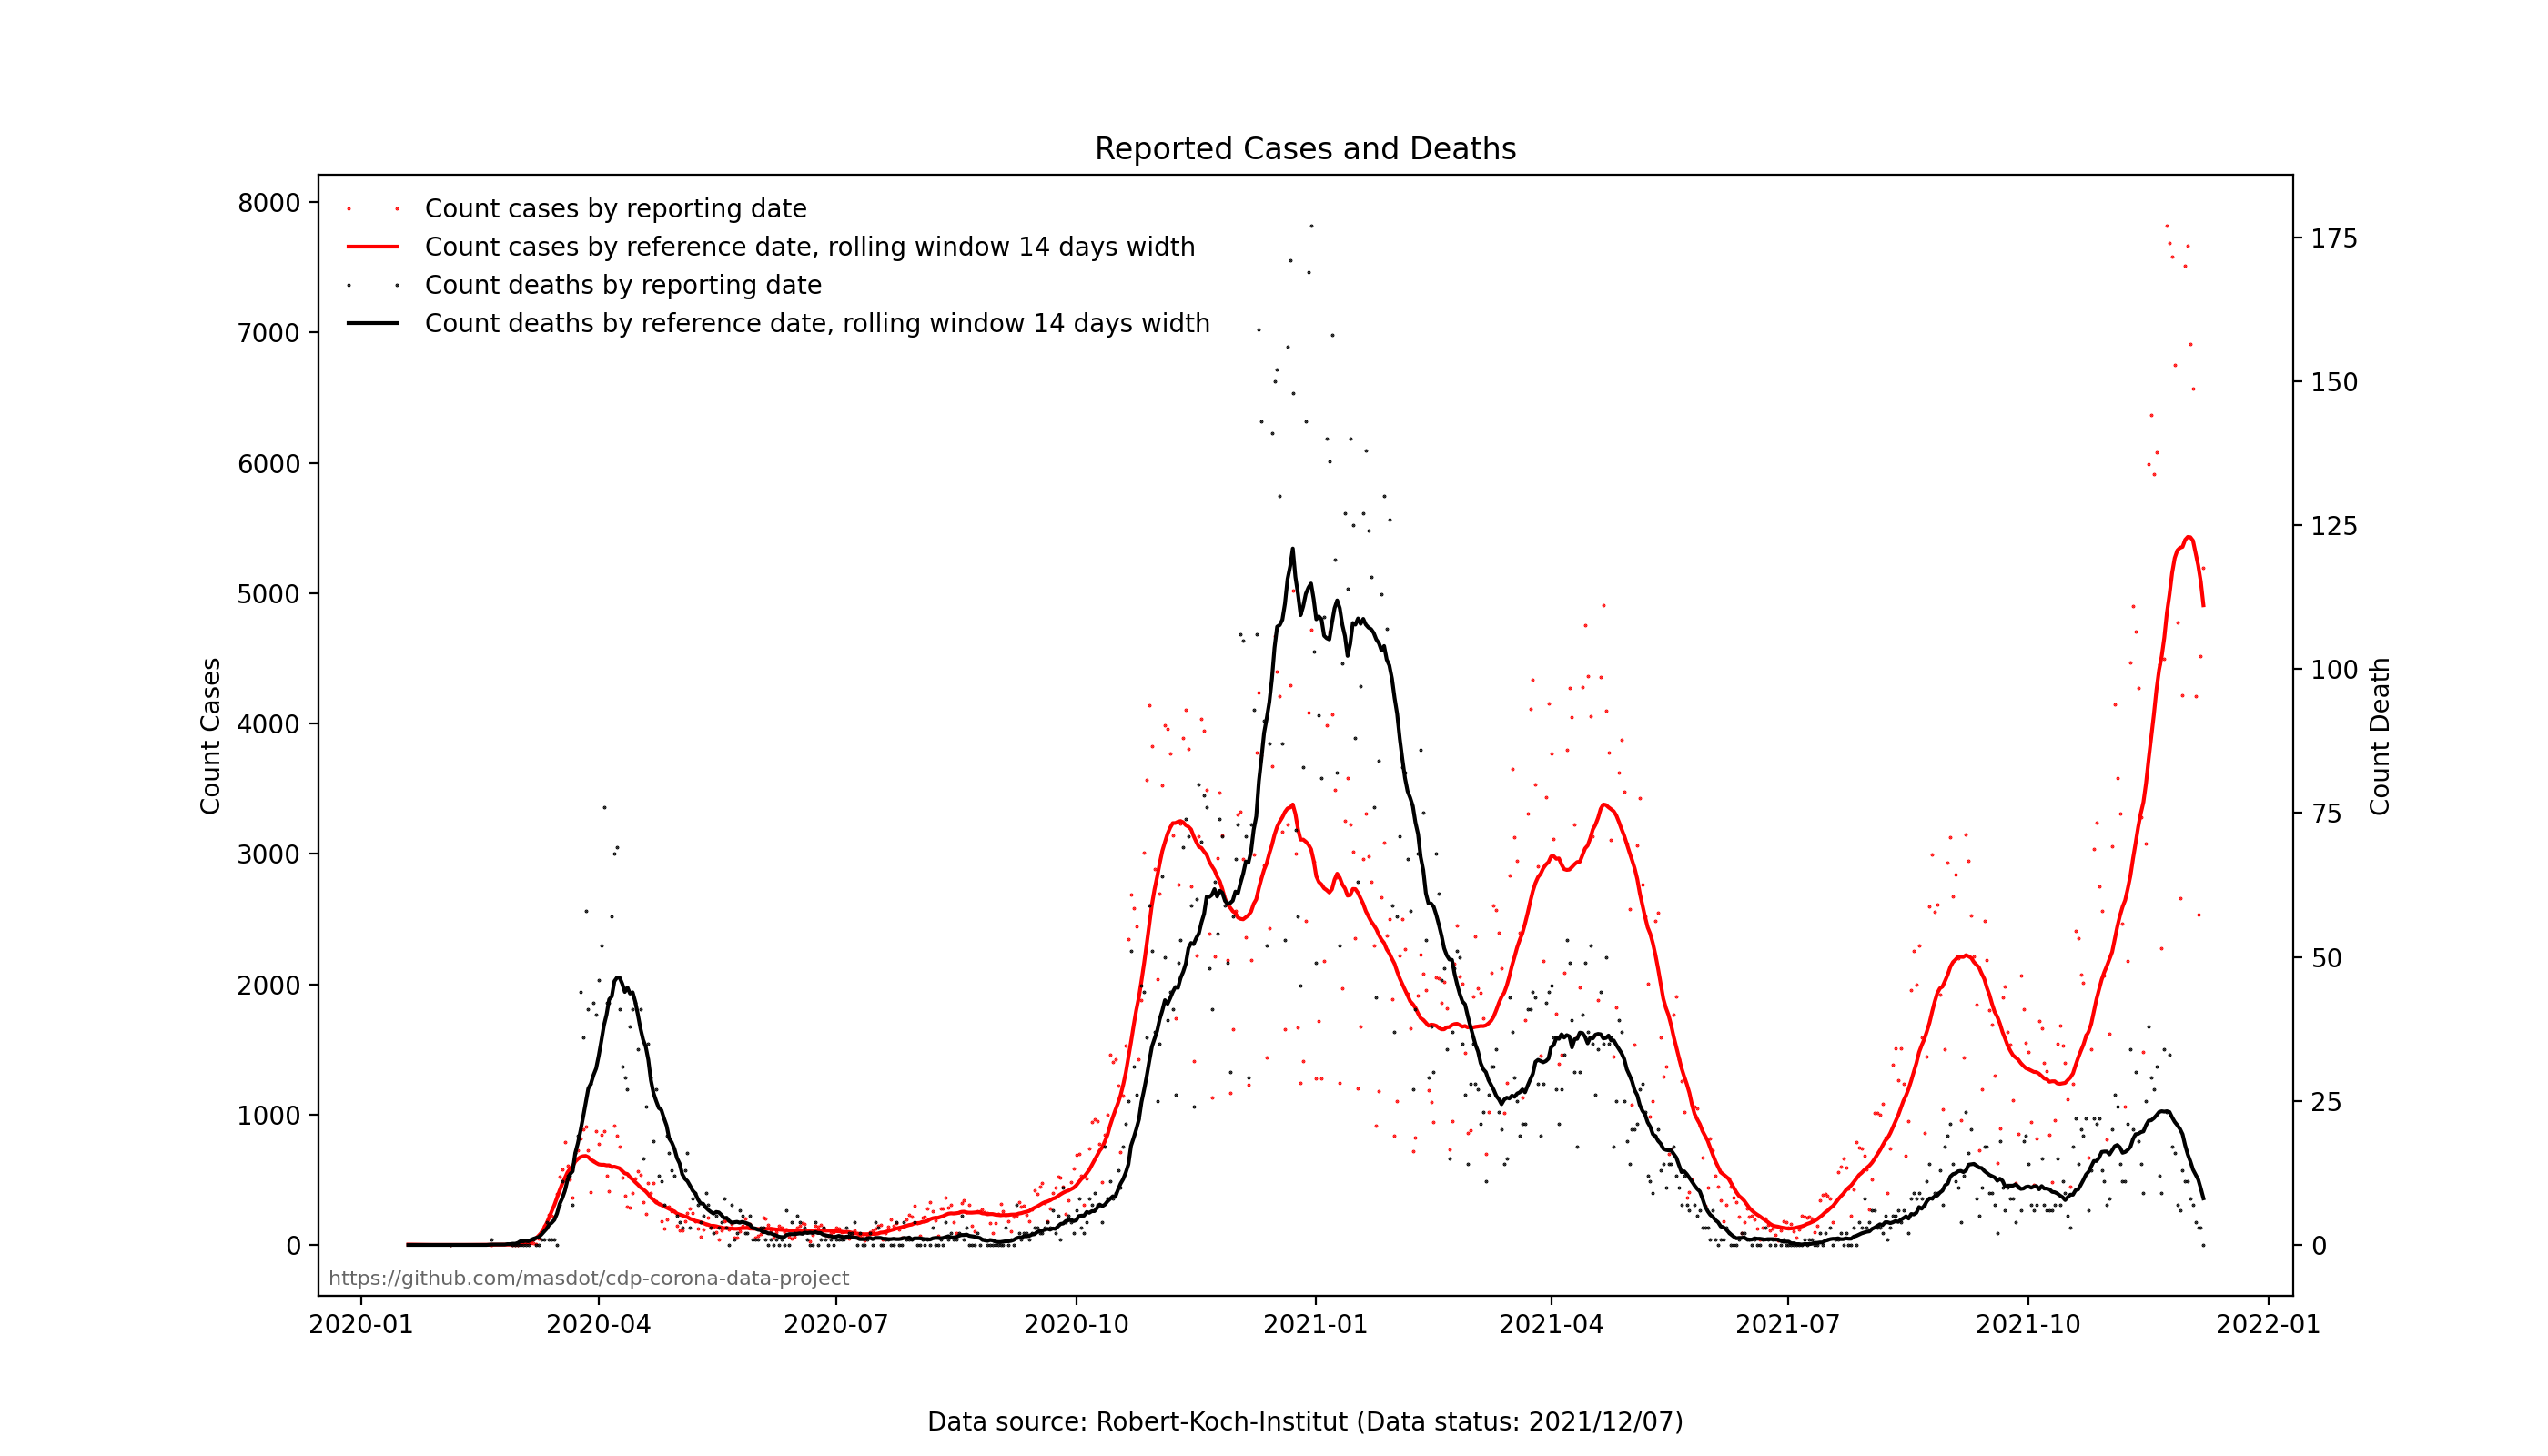 Reported Cases and Deaths
Count cases by reporting date
Count cases by reference date, rolling window 14 days width
Count deaths by reporting date
Count deaths by reference date, rolling window 14 days width
8000
7000
6000
5000
4000
3000
2000
1000
0
Count Cases
175
150
125
100
75
50
25
0
Count Death
https://github.com/masdot/cdp-corona-data-project
2020-01 2020-04 2020-07 2020-10 2021-01 2021-04 2021-07 2021-10 2022-01
Data source: Robert-Koch-Institut (Data status: 2021/12/07)